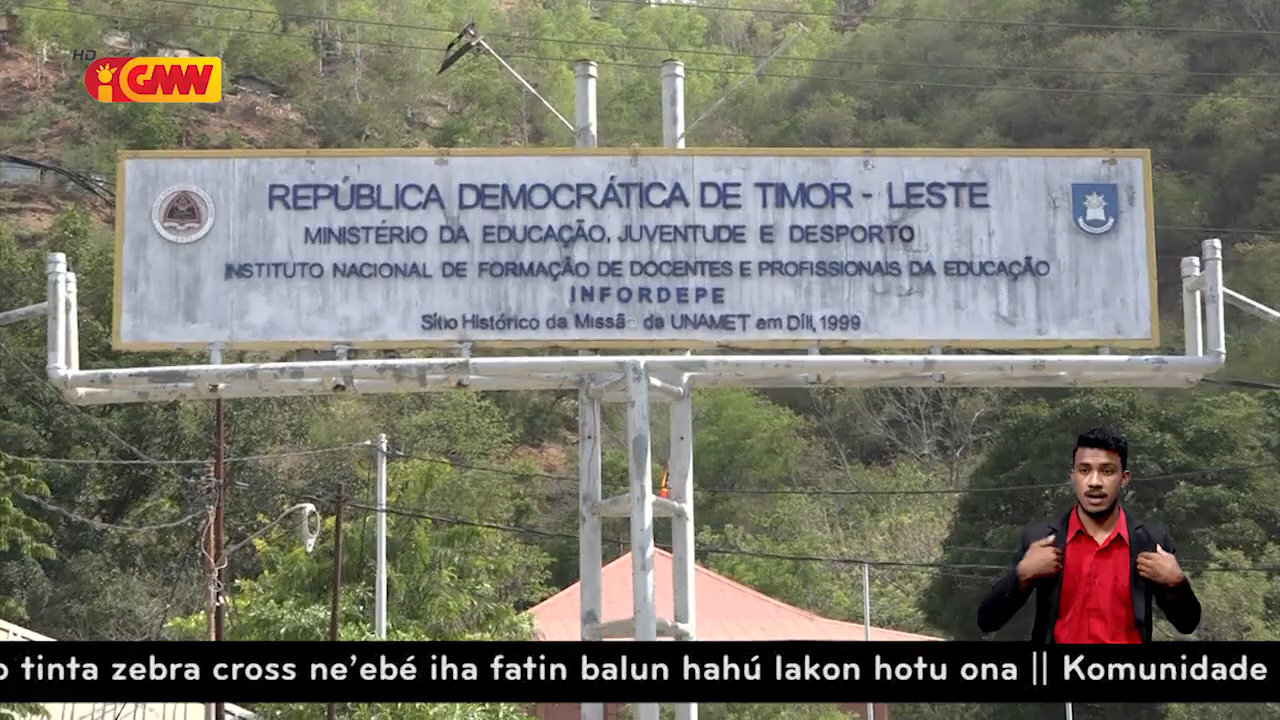 HD
GMN
REPÚBLICA DEMOCRÁTICA DE TIMOR - LESTE
MINISTÉRIO DA EDUCAÇÃO, JUVENTUDE E DESPORTO
INSTITUTO NACIONAL DE FORMAÇÃO DE DOCENTES E PROFISSIONAIS DA EDUCAÇÃO
INFORDEPE
Sítio Histórico da Missã da UNAMET em Díli, 1999
tinta zebra cross ne'ebé iha fatin balun hahú lakon hotu ona || Komunidade